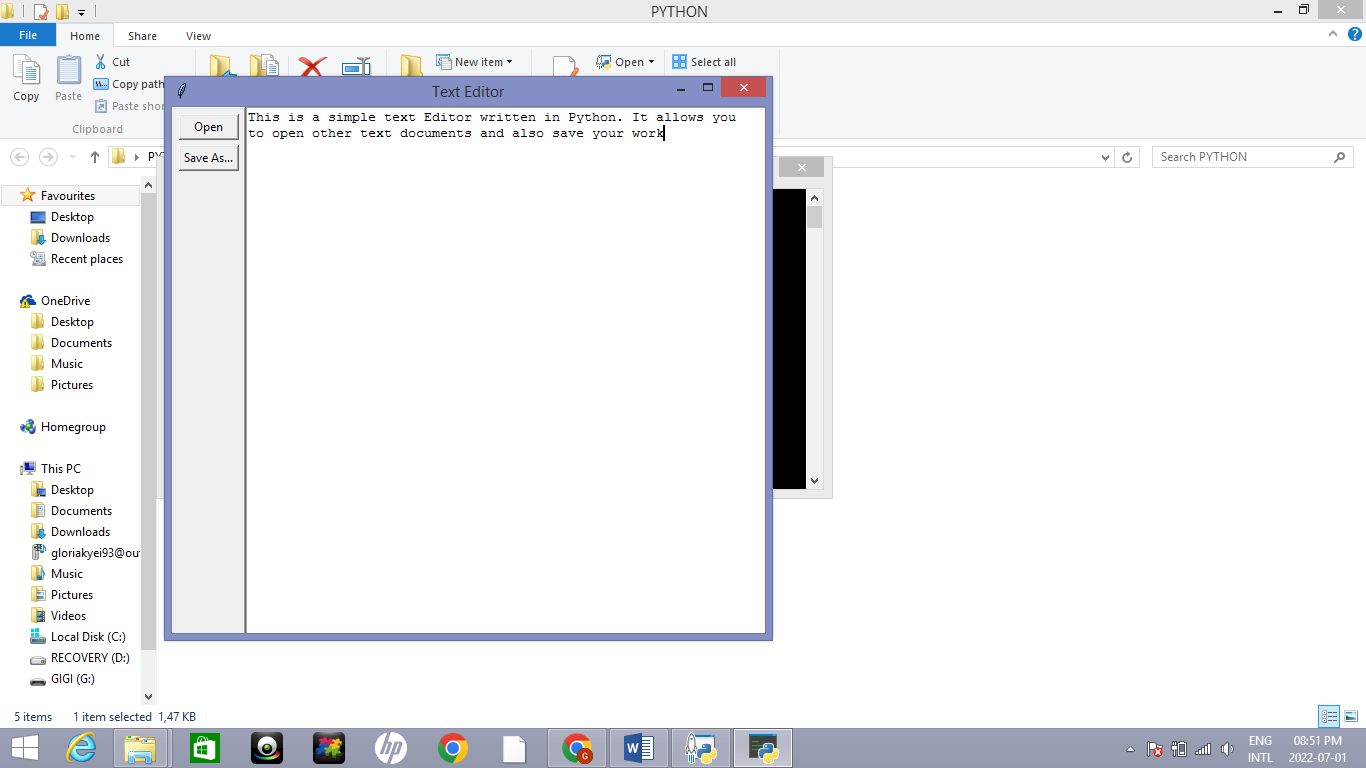 PYTHON
File
Home
Share
View
Copy
Paste
Cut
Copy path
Paste shor
Clipboard
New item
Open
Select all
Search PYTHON
Text Editor
Open
Save As...
This is a simple text Editor written in Python. It allows you
to open other text documents and also save your work
Favourites
Desktop
Downloads
Recent places
OneDrive
Desktop
Documents
Music
Pictures
Homegroup
This PC
Desktop
Documents
Downloads
gloriakyei93@ou
Music
Pictures
Videos
Local Disk (C:)
RECOVERY (D:)
GIGI (G:)
5 items
1 item selected 1,47 KB
hp
G
ENG
INTL
08:51 PM
2022-07-01